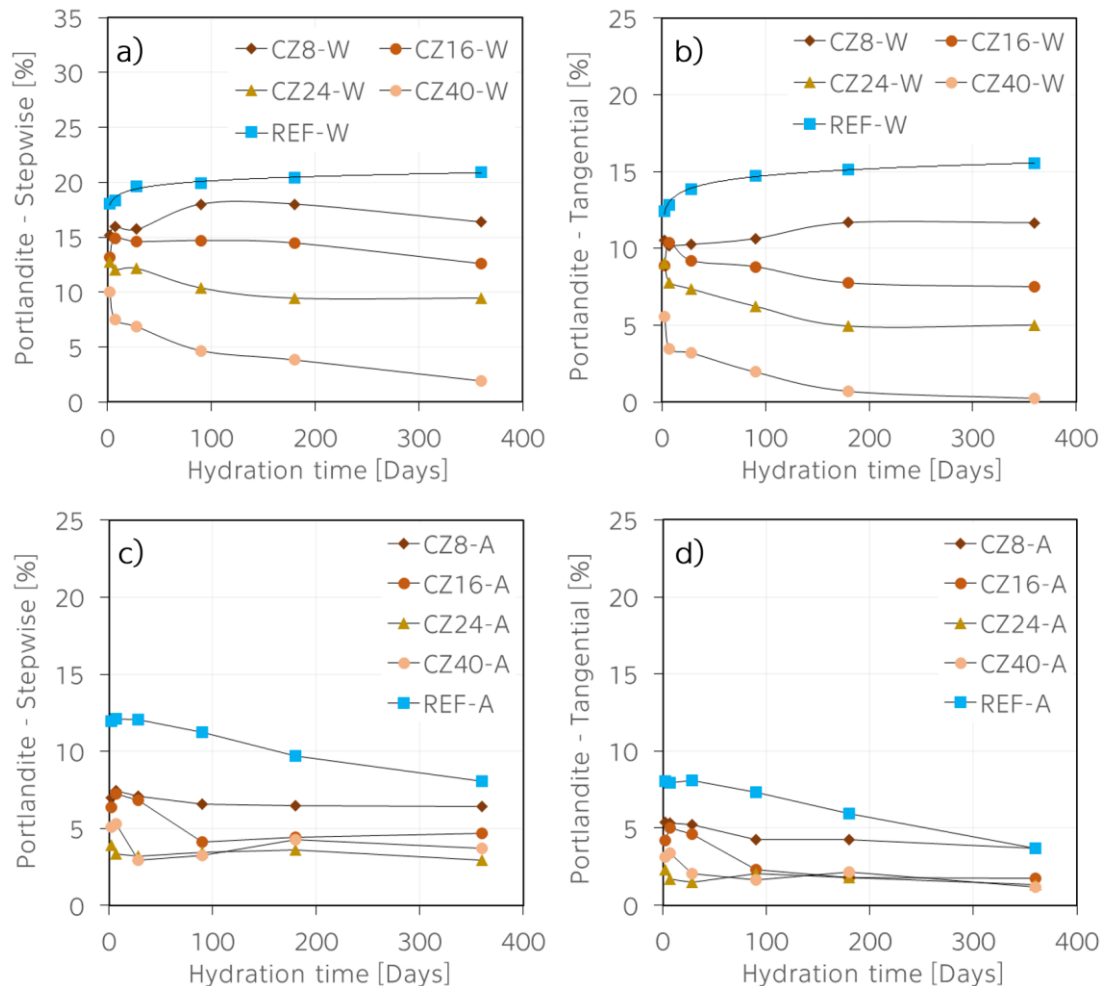 a)
CZ8-W CZ16-W
CZ24-W CZ40-W
REF-W
Portlandite - Stepwise [%]
35
30
25
20
15
10
5
0
0 100 200 300 400
Hydration time [Days]
b)
CZ8-W CZ16-W
CZ24-W CZ40-W
REF-W
Portlandite - Tangential [%]
25
20
15
10
5
0
0 100 200 300 400
Hydration time [Days]
c)
CZ8-A
CZ16-A
CZ24-A
CZ40-A
REF-A
Portlandite - Stepwise [%]
25
20
15
10
5
0
0 100 200 300 400
Hydration time [Days]
d)
CZ8-A
CZ16-A
CZ24-A
CZ40-A
REF-A
Portlandite - Tangential [%]
25
20
15
10
5
0
0 100 200 300 400
Hydration time [Days]